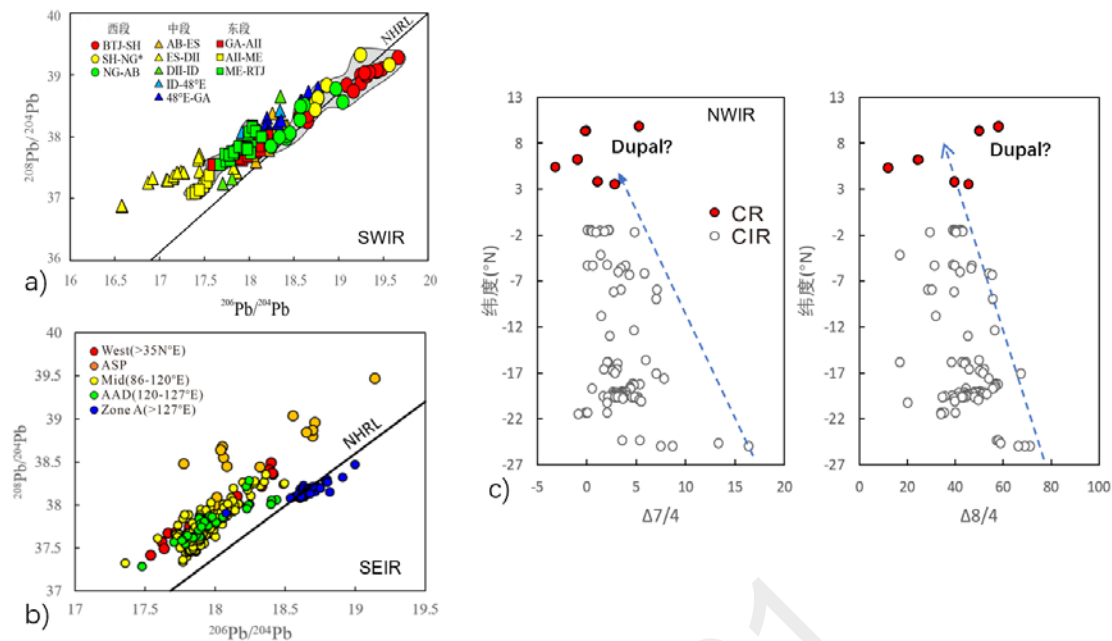 a)
40
39
38
37
36
²⁰⁸Pb/²⁰⁴Pb
西段 中段 东段
BTJ-SH AB-ES GA-AII
SH-NG* ES-DII AII-ME
NG-AB DII-ID ME-RTJ
ID-48°E
48°E-GA
NHRL
SWIR
16 16.5 17 17.5 18 18.5 19 19.5 20
²⁰⁶Pb/²⁰⁴Pb
b)
40
39.5
39
38.5
38
37.5
37
²⁰⁸Pb/²⁰⁴Pb
West(>35N°E)
ASP
Mid(86-120°E)
AAD(120-127°E)
Zone A(>127°E)
NHRL
SEIR
17 17.5 18 18.5 19 19.5
²⁰⁶Pb/²⁰⁴Pb
c)
13
8
3
-2
-7
-12
-17
-22
-27
纬度(°N)
NWIR
Dupal?
CR
CIR
-5 0 5 10 15 20
Δ7/4
13
8
3
-2
-7
-12
-17
-22
-27
纬度(°N)
Dupal?
0 20 40 60 80 100
Δ8/4